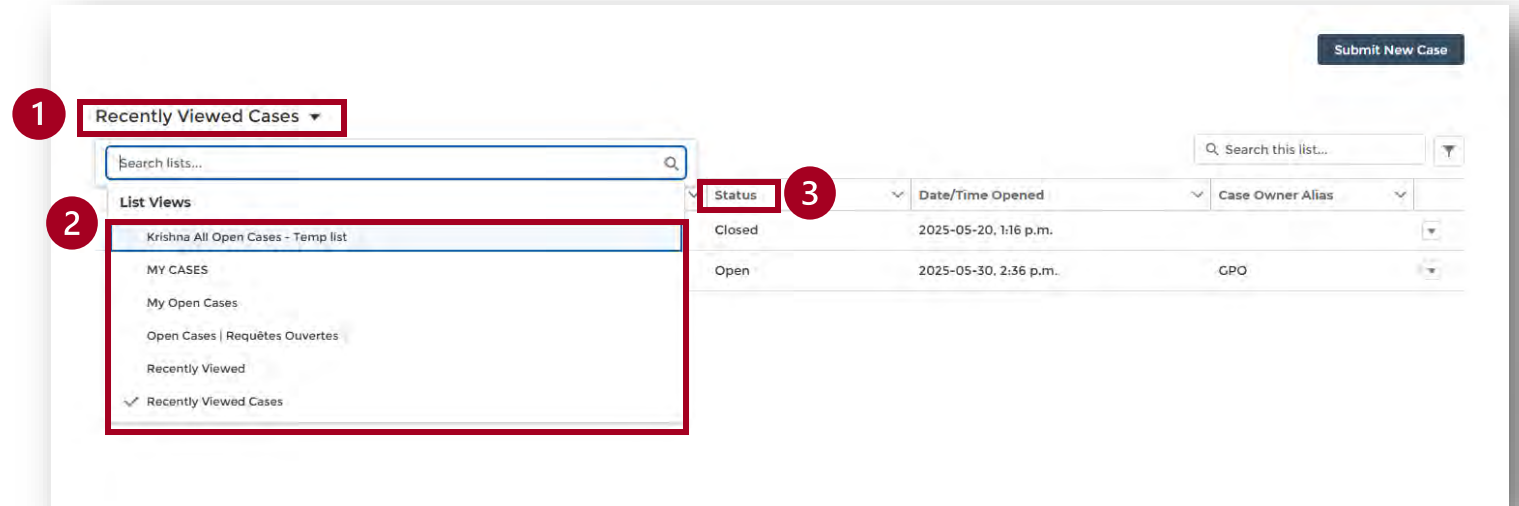 Submit New Case
1
Recently Viewed Cases
Search lists...
Search this list...
List Views
Status
3
Date/Time Opened
Case Owner Alias
2
Krishna All Open Cases - Temp list
Closed
2025-05-20, 1:16 p.m.
MY CASES
Open
2025-05-30, 2:36 p.m.
GPO
My Open Cases
Open Cases | Requêtes Ouvertes
Recently Viewed
Recently Viewed Cases